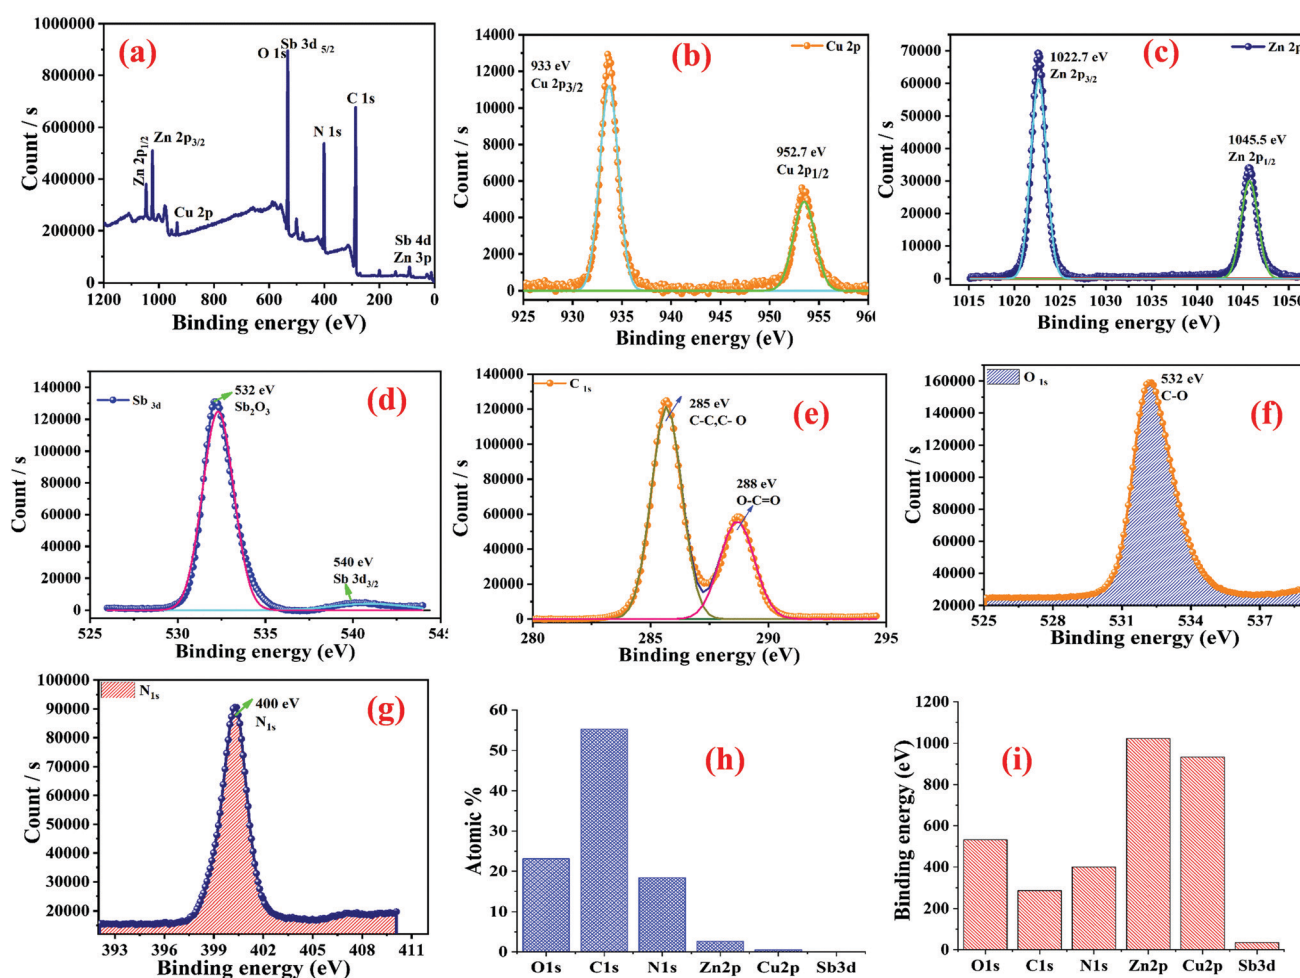 (a)
Count / s
1000000
800000
600000
400000
200000
0
1200 1000 800 600 400 200 0
Binding energy (eV)
Sb 3d 5/2
O 1s
C 1s
N 1s
Zn 2p1/2
Zn 2p3/2
Cu 2p
Sb 4d
Zn 3p
(b)
Cu 2p
Count / s
14000
12000
10000
8000
6000
4000
2000
0
933 eV
Cu 2p3/2
952.7 eV
Cu 2p1/2
925 930 935 940 945 950 955 960
Binding energy (eV)
(c)
Zn 2p
Count / s
70000
60000
50000
40000
30000
20000
10000
0
1022.7 eV
Zn 2p3/2
1045.5 eV
Zn 2p1/2
1015 1020 1025 1030 1035 1040 1045 1050
Binding energy (eV)
(d)
Sb 3d
Count / s
140000
120000
100000
80000
60000
40000
20000
0
532 eV
Sb2O3
540 eV
Sb 3d3/2
525 530 535 540 545
Binding energy (eV)
(e)
C 1s
Count / s
140000
120000
100000
80000
60000
40000
20000
0
285 eV
C-C,C- O
288 eV
O-C=O
280 285 290 295
Binding energy (eV)
(f)
O 1s
Count / s
160000
140000
120000
100000
80000
60000
40000
20000
532 eV
C-O
525 528 531 534 537
Binding energy (eV)
(g)
N1s
Count / s
100000
90000
80000
70000
60000
50000
40000
30000
20000
400 eV
N1s
393 396 399 402 405 408 411
Binding energy (eV)
(h)
Atomic %
60
50
40
30
20
10
0
O1s C1s N1s Zn2p Cu2p Sb3d
(i)
Binding energy (eV)
1200
1000
800
600
400
200
0
O1s C1s N1s Zn2p Cu2p Sb3d